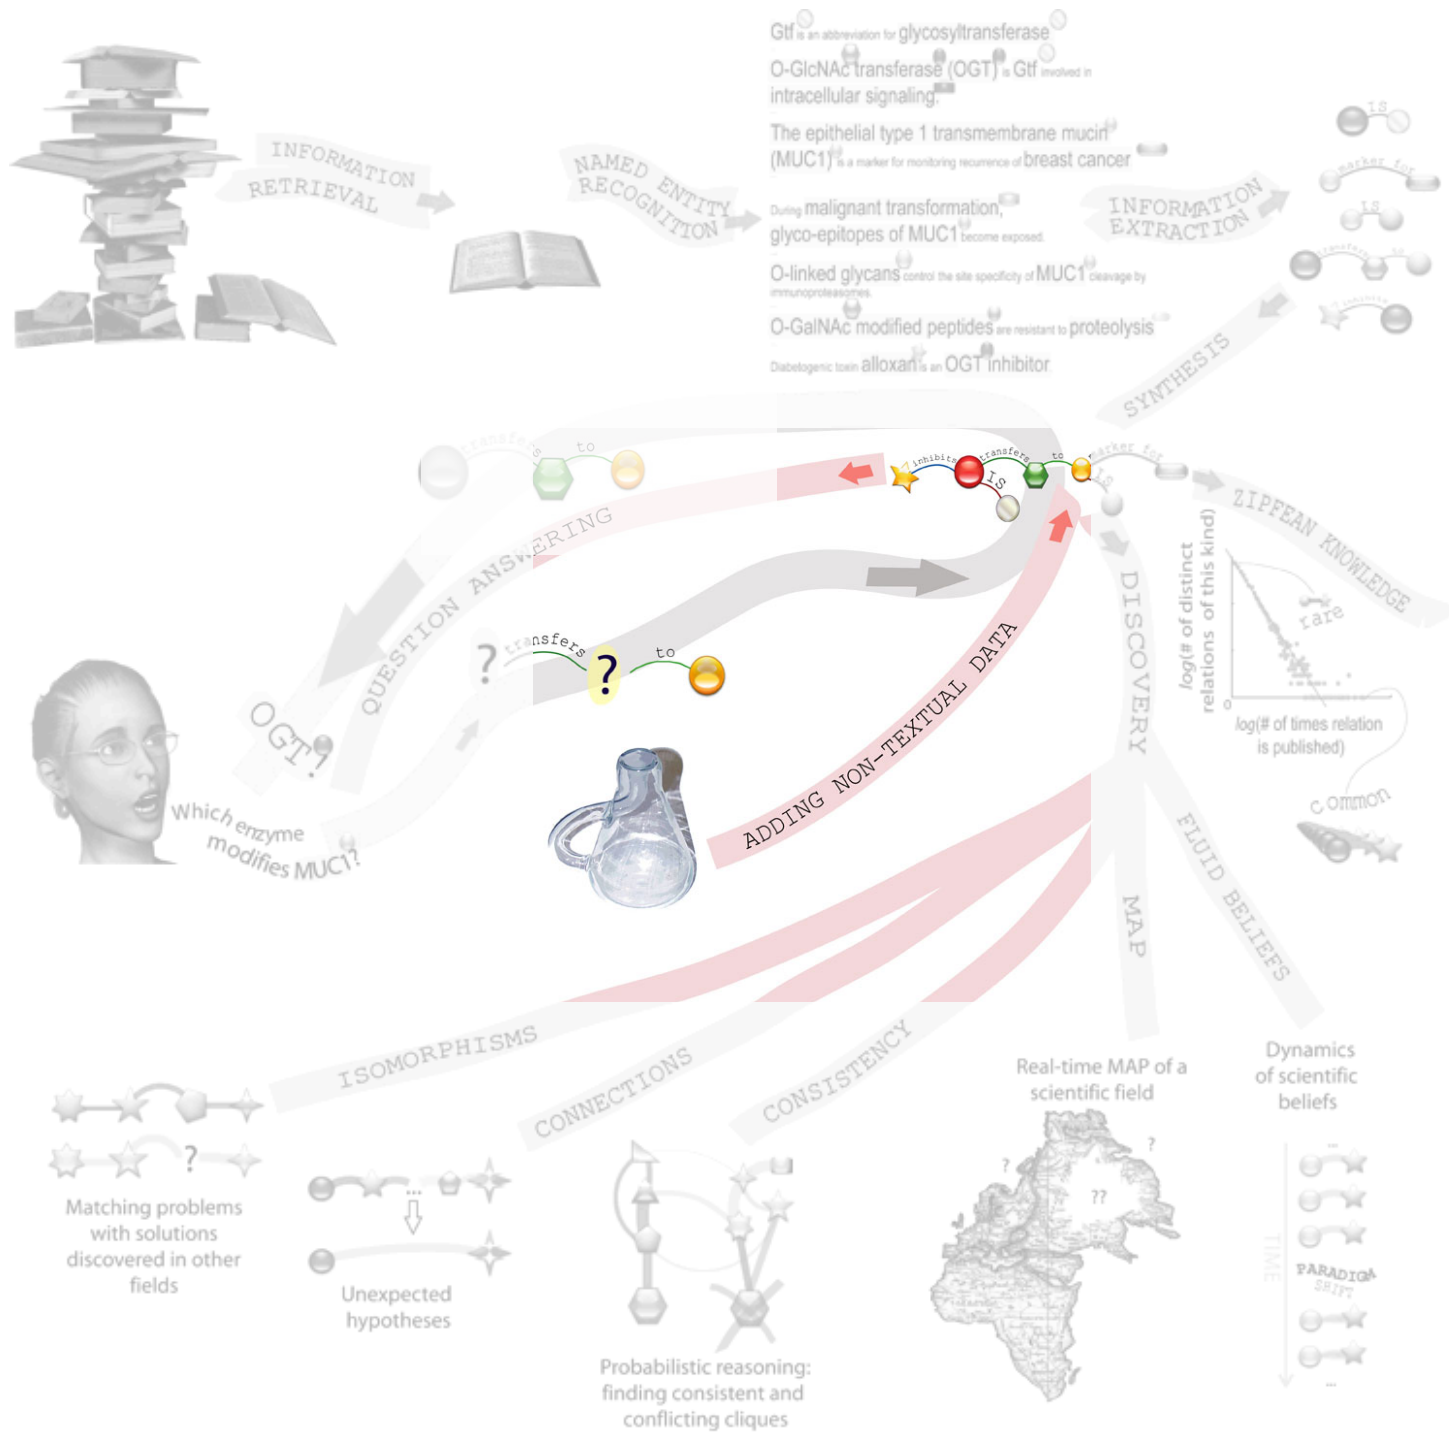 Gtf is an abbreviation for glycosyltransferase
O-GlcNAc transferase (OGT) is Gtf involved in
intracellular signaling.
The epithelial type 1 transmembrane mucin
(MUC1) is a marker for monitoring recurrence of breast cancer
During malignant transformation,
glyco-epitopes of MUC1 become exposed.
O-linked glycans control the site specificity of MUC1 cleavage by
immunoproteasomes.
O-GalNAc modified peptides are resistant to proteolysis
Diabetogenic toxin alloxan is an OGT inhibitor
INFORMATION
RETRIEVAL
NAMED ENTITY
RECOGNITION
INFORMATION
EXTRACTION
IS
marker for
IS
transfers to
inhibits
SYNTHESIS
transfers to
inhibits transfers to marker for
IS
IS
ZIPFEAN KNOWLEDGE
QUESTION ANSWERING
? transfers ? to
ADDING NON-TEXTUAL DATA
DISCOVERY
log(# of distinct
relations of this kind)
rare
0
log(# of times relation
is published)
common
OGT!
Which enzyme
modifies MUC1?
FLUID BELIEFS
MAP
ISOMORPHISMS
CONNECTIONS
CONSISTENCY
?
Matching problems
with solutions
discovered in other
fields
...
Unexpected
hypotheses
Probabilistic reasoning:
finding consistent and
conflicting cliques
Real-time MAP of a
scientific field
?
?
??
Dynamics
of scientific
beliefs
...
TIME
PARADIGM
SHIFT
...